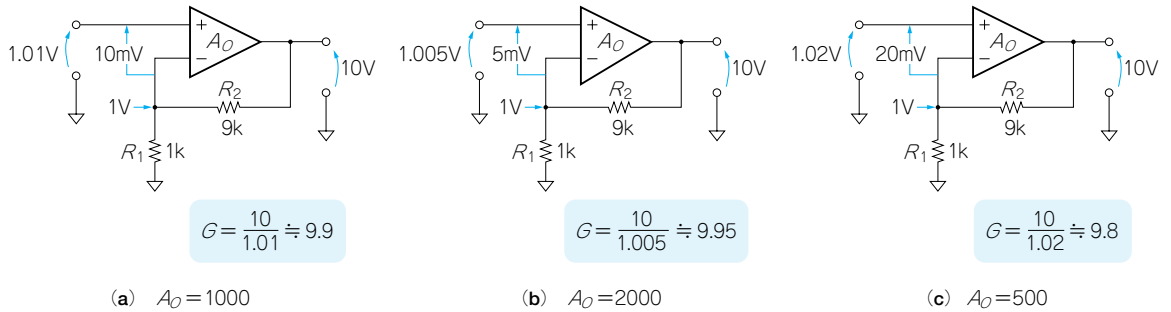 +
1.01V
10mV
A_O
−
10V
R_2
1V
9k
R_1
1k
G = 10/1.01 ≒ 9.9
(a) A_O=1000
+
1.005V
5mV
A_O
−
10V
R_2
1V
9k
R_1
1k
G = 10/1.005 ≒ 9.95
(b) A_O=2000
+
1.02V
20mV
A_O
−
10V
R_2
1V
9k
R_1
1k
G = 10/1.02 ≒ 9.8
(c) A_O=500